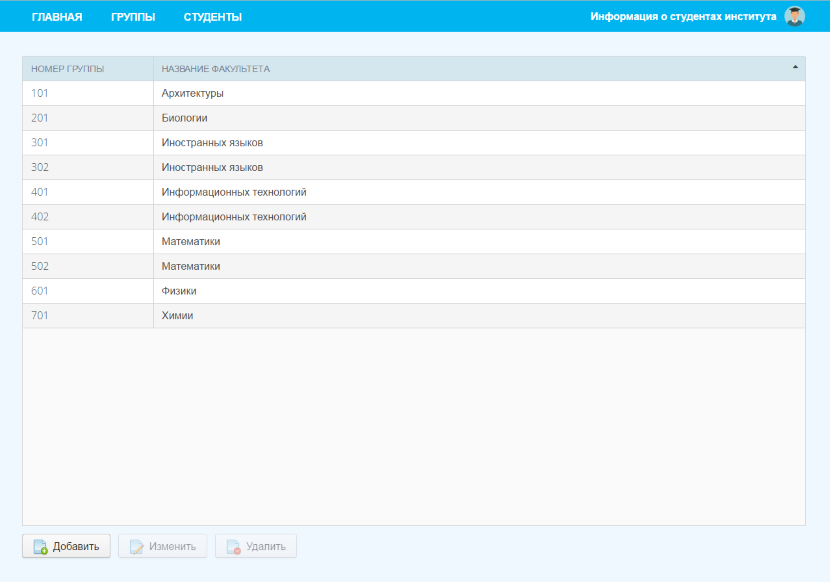 ГЛАВНАЯ ГРУППЫ СТУДЕНТЫ Информация о студентах института
НОМЕР ГРУППЫ НАЗВАНИЕ ФАКУЛЬТЕТА
101 Архитектуры
201 Биологии
301 Иностранных языков
302 Иностранных языков
401 Информационных технологий
402 Информационных технологий
501 Математики
502 Математики
601 Физики
701 Химии
Добавить Изменить Удалить